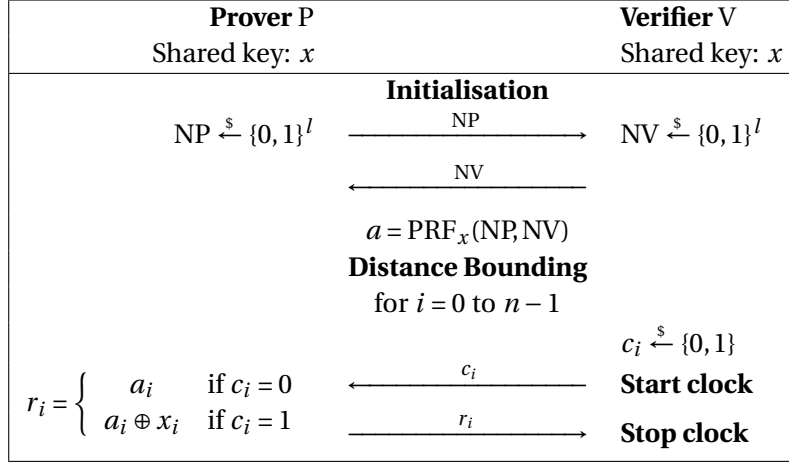 Prover P Verifier V
Shared key: x Shared key: x
Initialisation
NP $← {0, 1}^l NP NV $← {0, 1}^l
NV
a = PRF_x(NP, NV)
Distance Bounding
for i = 0 to n − 1
c_i $← {0, 1}
r_i = { a_i if c_i = 0 c_i Start clock
a_i ⊕ x_i if c_i = 1 r_i Stop clock